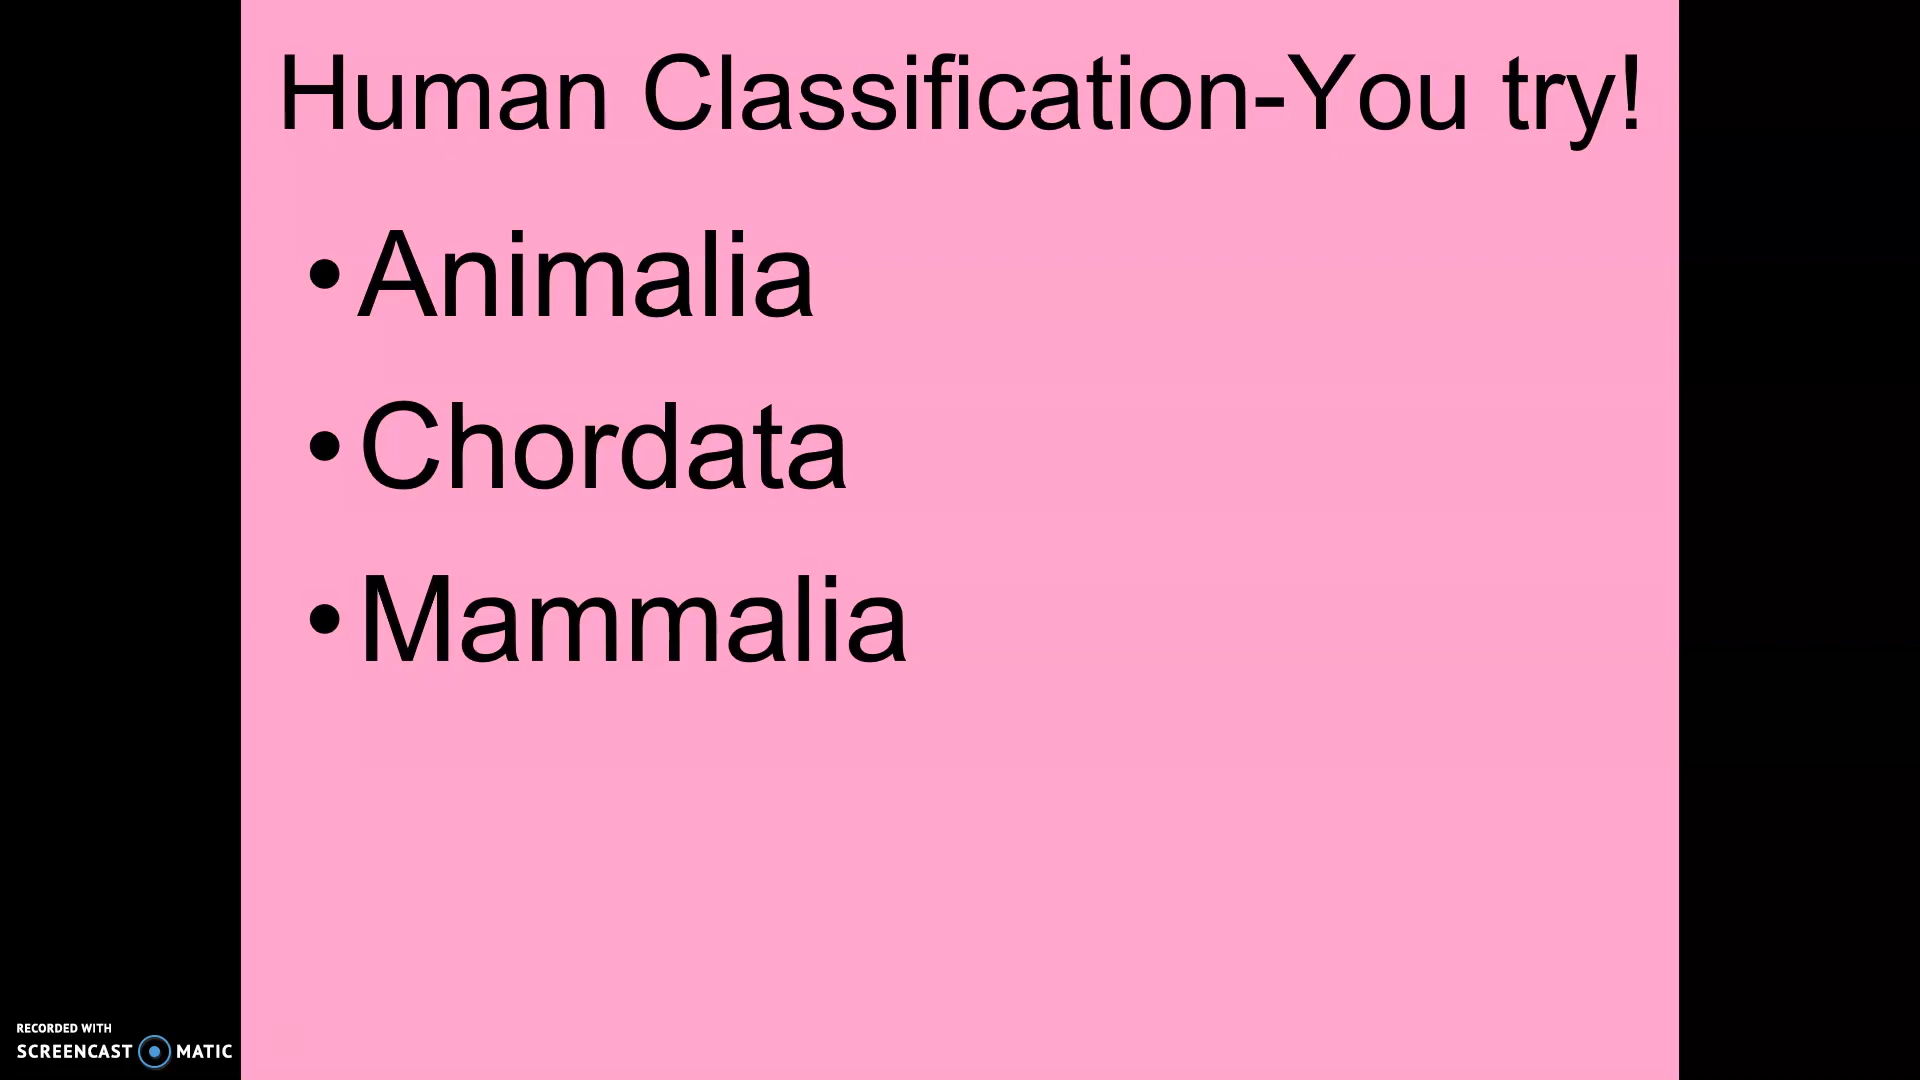 Human Classification-You try!
• Animalia
• Chordata
• Mammalia
RECORDED WITH
SCREENCAST MATIC